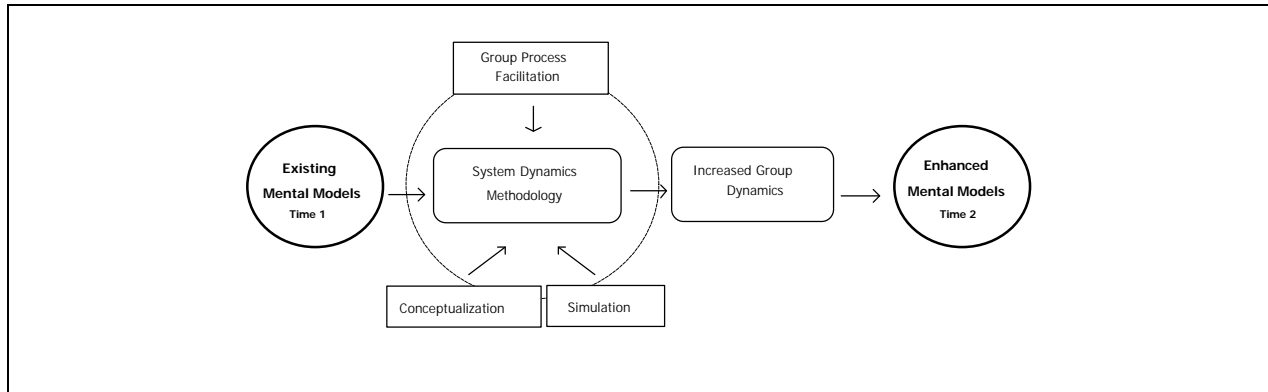 Group Process
Facilitation
Existing
Mental Models
Time 1
System Dynamics
Methodology
Increased Group
Dynamics
Enhanced
Mental Models
Time 2
Conceptualization
Simulation